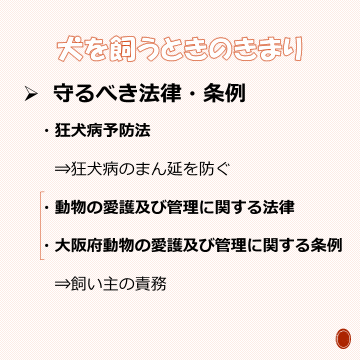 犬を飼うときのきまり
➢ 守るべき法律・条例
・狂犬病予防法
⇒狂犬病のまん延を防ぐ
・動物の愛護及び管理に関する法律
・大阪府動物の愛護及び管理に関する条例
⇒飼い主の責務